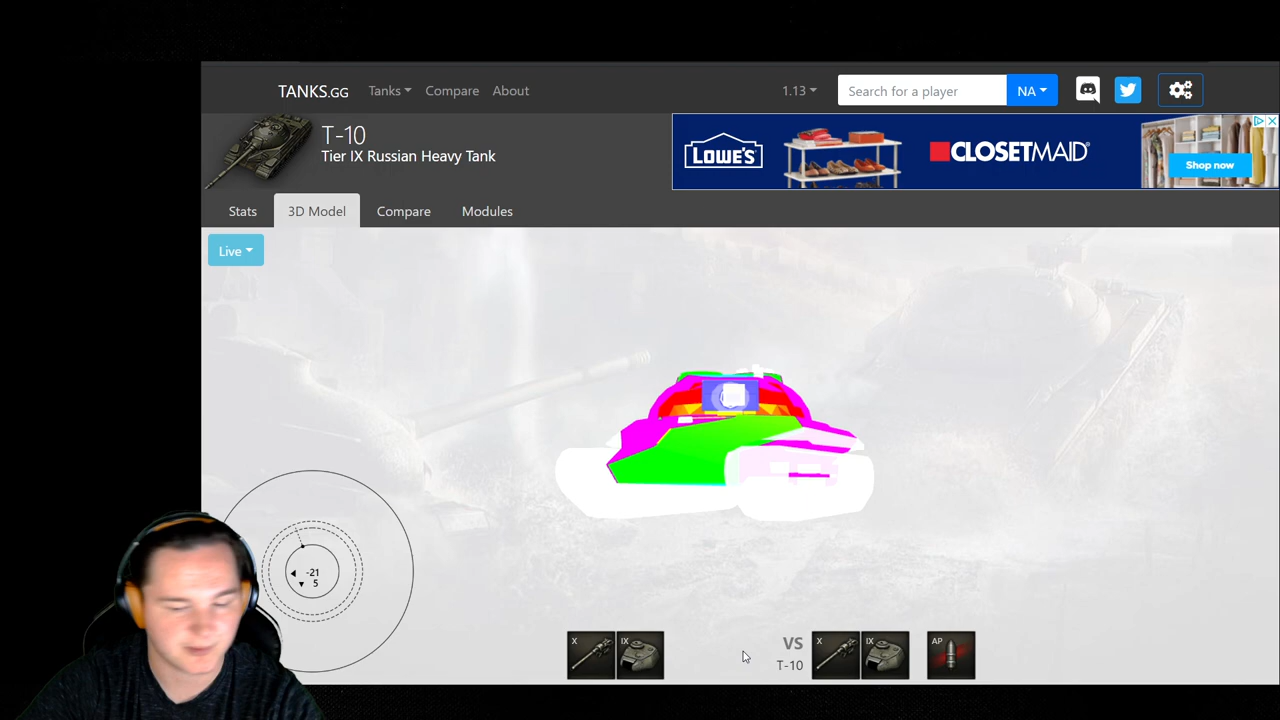 TANKS.GG Tanks Compare About 1.13 Search for a player NA
T-10
Tier IX Russian Heavy Tank
LOWE'S CLOSETMAID Shop now
Stats 3D Model Compare Modules
Live
-21
5
X IX VS T-10 X IX AP